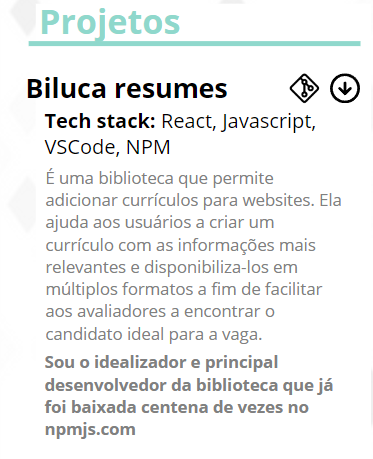 Projetos
Biluca resumes
Tech stack: React, Javascript,
VSCode, NPM
É uma biblioteca que permite
adicionar currículos para websites. Ela
ajuda aos usuários a criar um
currículo com as informações mais
relevantes e disponibiliza-los em
múltiplos formatos a fim de facilitar
aos avaliadores a encontrar o
candidato ideal para a vaga.
Sou o idealizador e principal
desenvolvedor da biblioteca que já
foi baixada centena de vezes no
npmjs.com